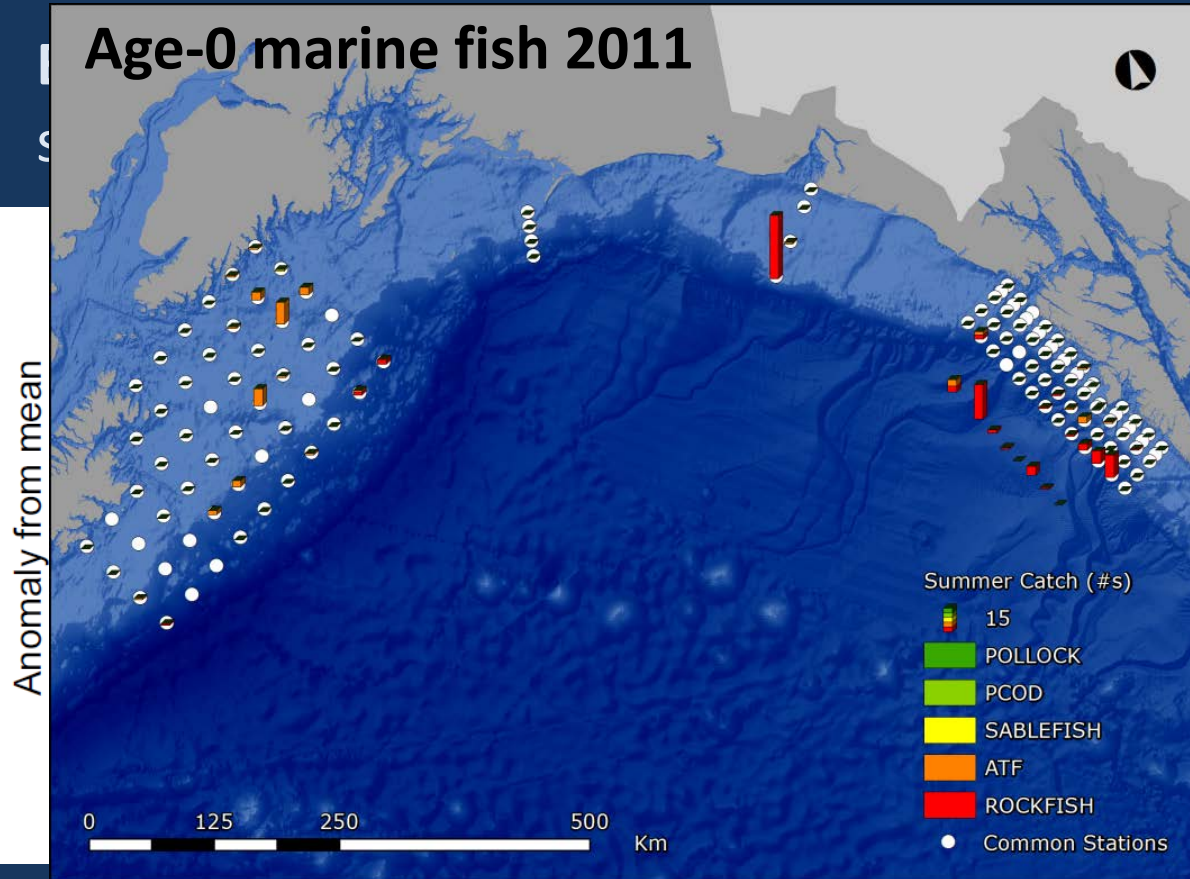 Age-0 marine fish 2011
Anomaly from mean
Summer Catch (#s)
15
POLLOCK
PCOD
SABLEFISH
ATF
ROCKFISH
Common Stations
0 125 250 500
Km